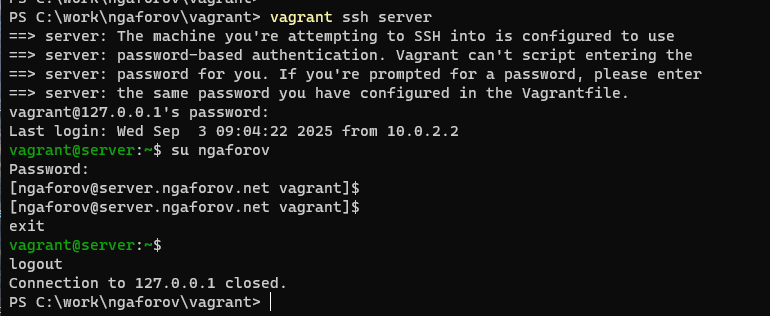 PS C:\work\ngaforov\vagrant>
PS C:\work\ngaforov\vagrant> vagrant ssh server
==> server: The machine you're attempting to SSH into is configured to use
==> server: password-based authentication. Vagrant can't script entering the
==> server: password for you. If you're prompted for a password, please enter
==> server: the same password you have configured in the Vagrantfile.
vagrant@127.0.0.1's password:
Last login: Wed Sep  3 09:04:22 2025 from 10.0.2.2
vagrant@server:~$ su ngaforov
Password:
[ngaforov@server.ngaforov.net vagrant]$
[ngaforov@server.ngaforov.net vagrant]$
exit
vagrant@server:~$
logout
Connection to 127.0.0.1 closed.
PS C:\work\ngaforov\vagrant>